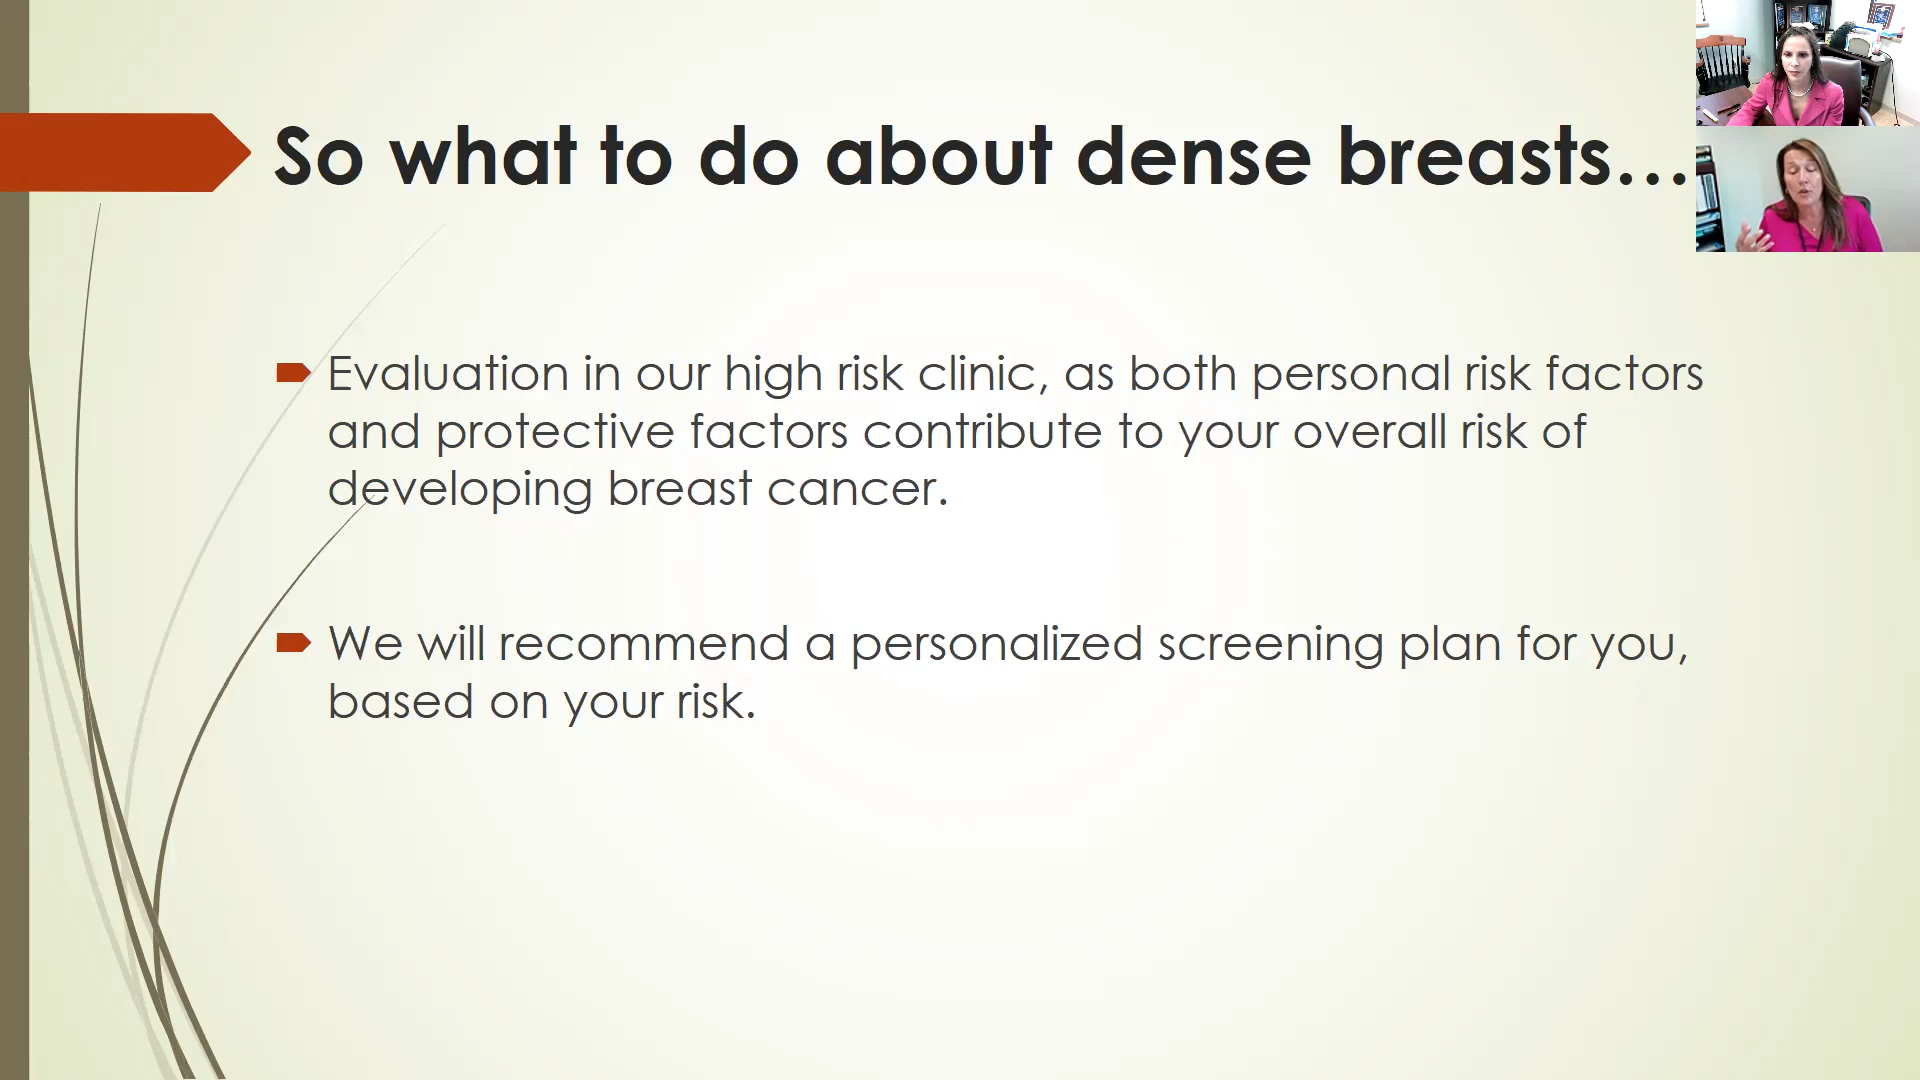 So what to do about dense breasts...
Evaluation in our high risk clinic, as both personal risk factors
and protective factors contribute to your overall risk of
developing breast cancer.
We will recommend a personalized screening plan for you,
based on your risk.